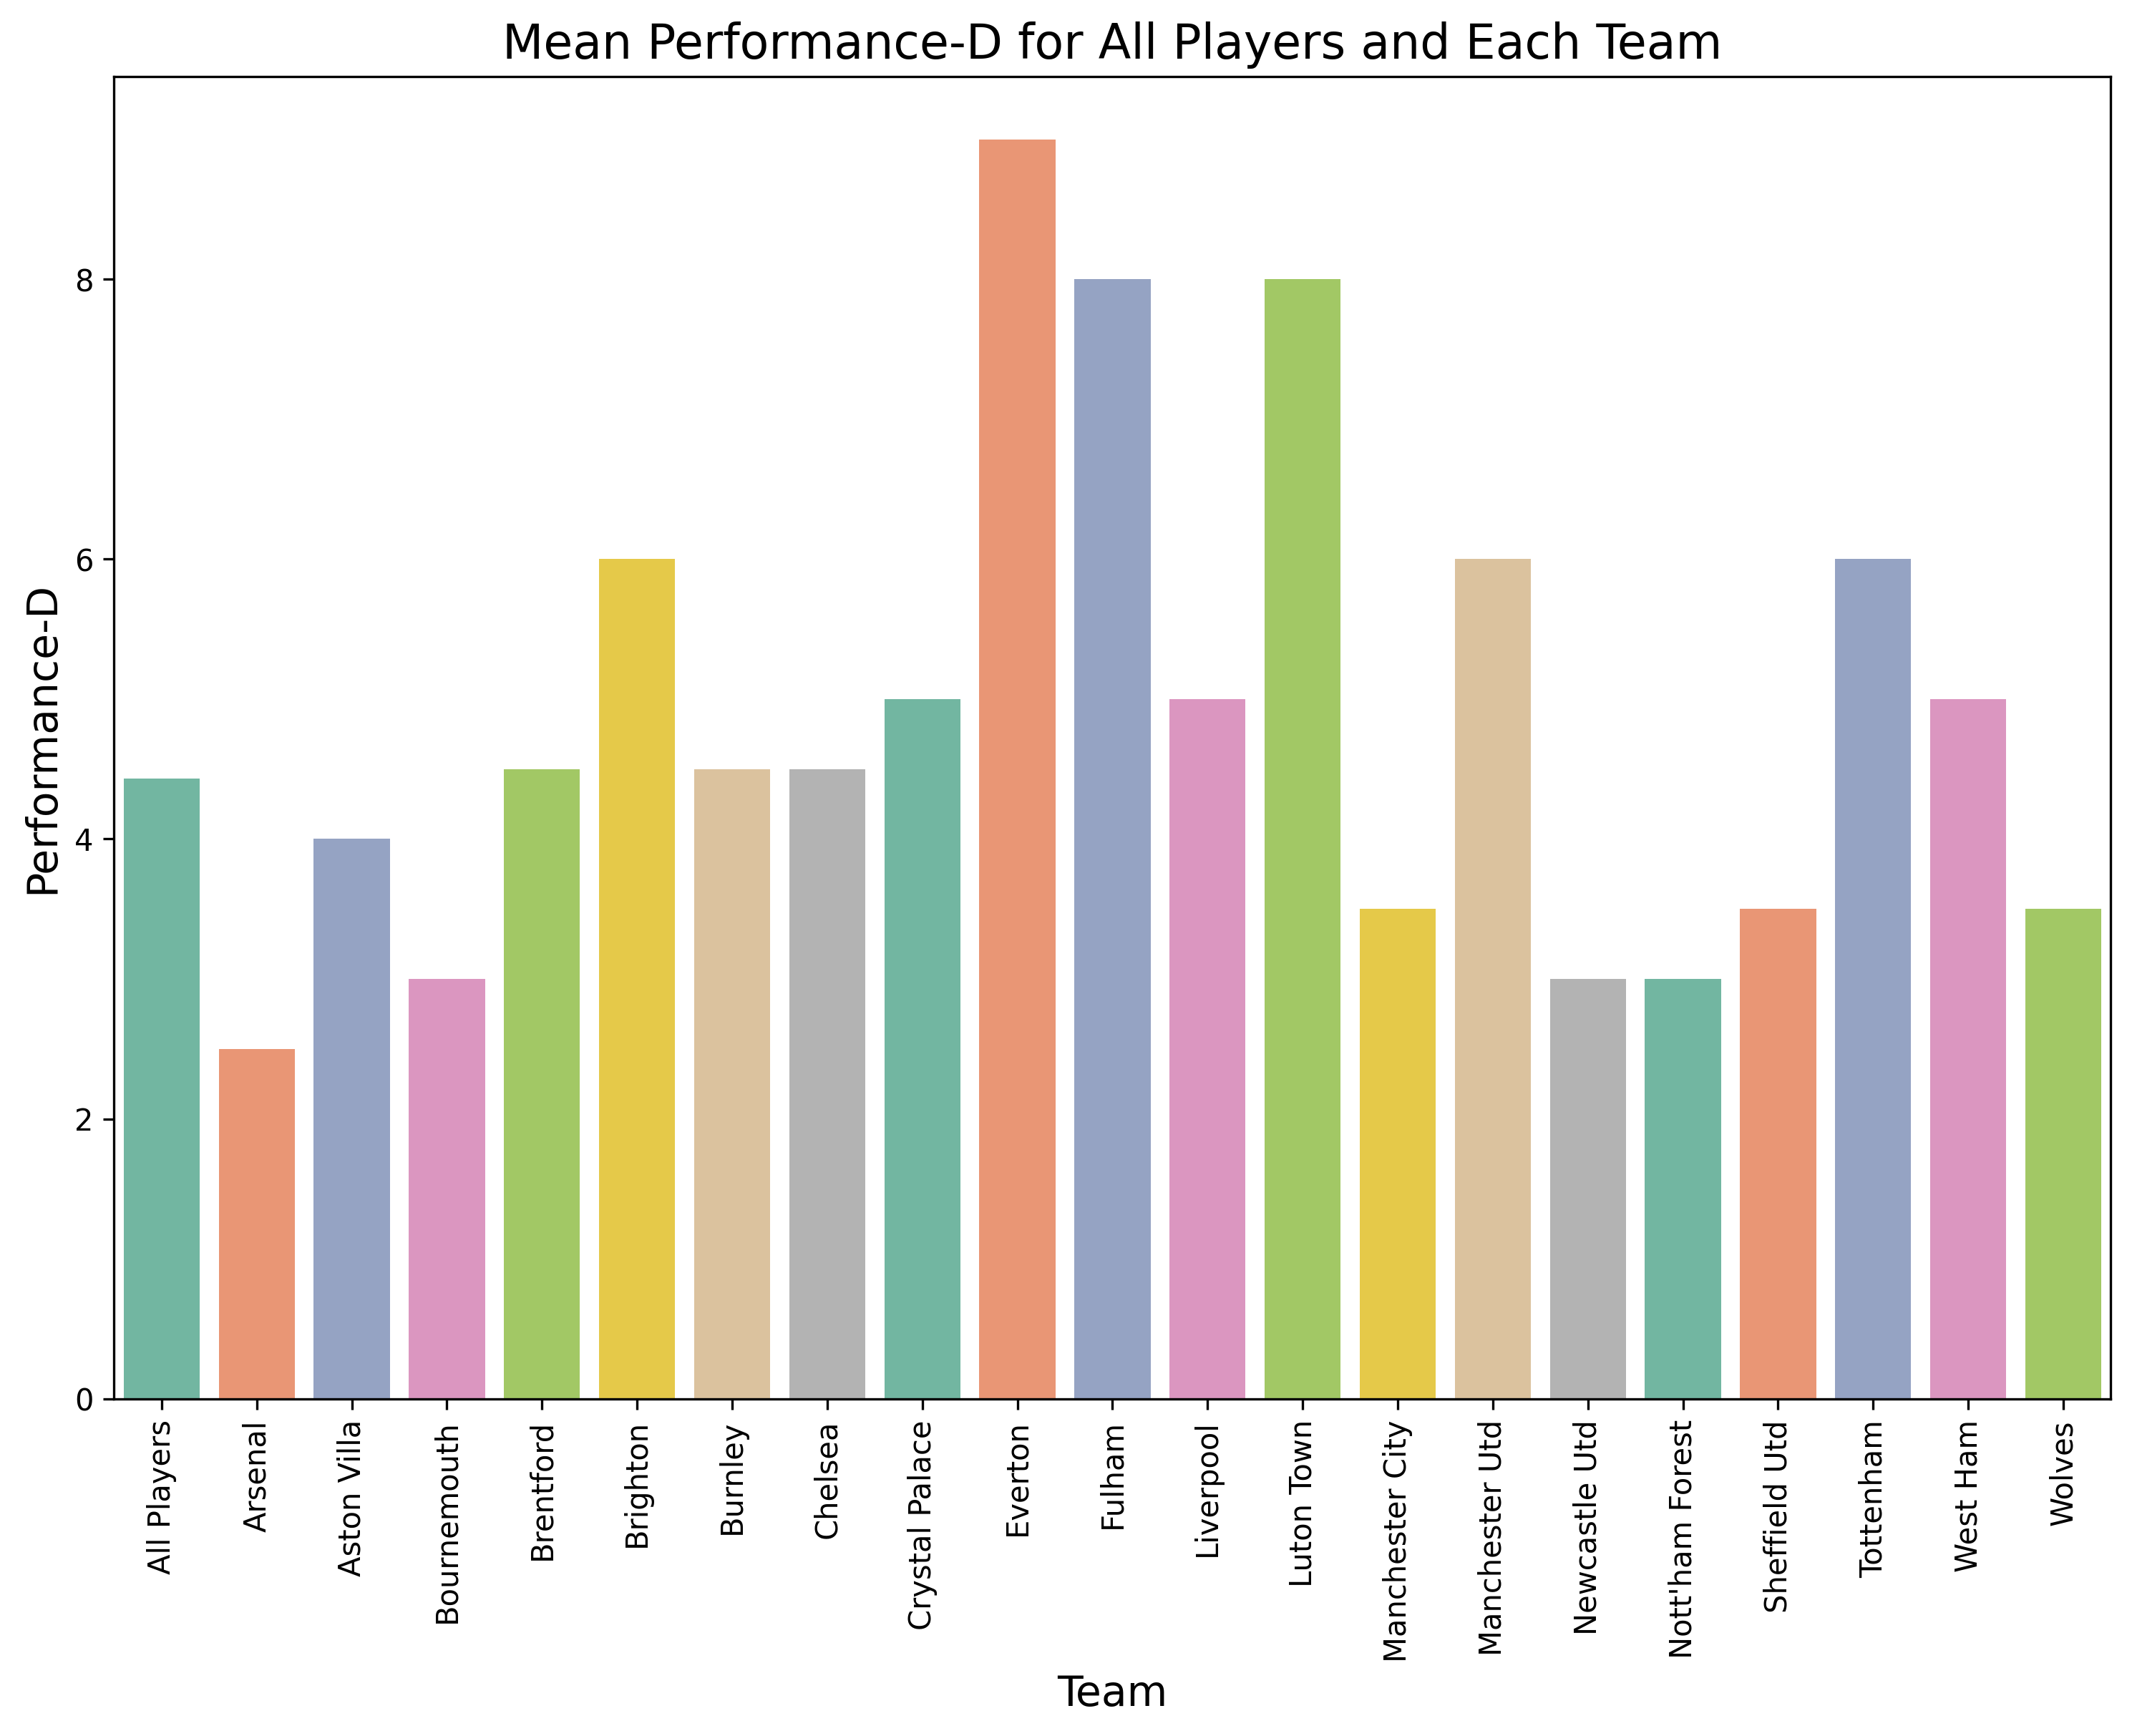 Mean Performance-D for All Players and Each Team
Performance-D
8
6
4
2
0
All Players
Arsenal
Aston Villa
Bournemouth
Brentford
Brighton
Burnley
Chelsea
Crystal Palace
Everton
Fulham
Liverpool
Luton Town
Manchester City
Manchester Utd
Newcastle Utd
Nott'ham Forest
Sheffield Utd
Tottenham
West Ham
Wolves
Team